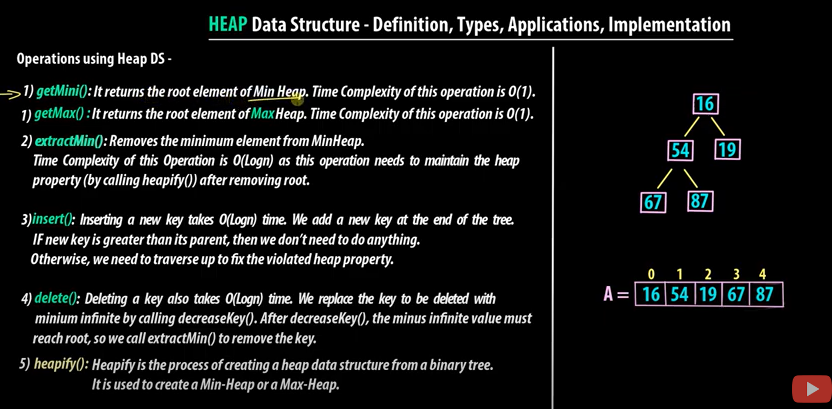 HEAP Data Structure - Definition, Types, Applications, Implementation
Operations using Heap DS -
1) getMini(): It returns the root element of Min Heap. Time Complexity of this operation is O(1).
1) getMax() : It returns the root element of MaxHeap. Time Complexity of this operation is O(1).
2) extractMin(): Removes the minimum element from MinHeap.
Time Complexity of this Operation is O(Logn) as this operation needs to maintain the heap
property (by calling heapify()) after removing root.
3)insert(): Inserting a new key takes O(Logn) time. We add a new key at the end of the tree.
IF new key is greater than its parent, then we don't need to do anything.
Otherwise, we need to traverse up to fix the violated heap property.
4) delete(): Deleting a key also takes O(Logn) time. We replace the key to be deleted with
minium infinite by calling decreaseKey(). After decreaseKey(), the minus infinite value must
reach root, so we call extractMin() to remove the key.
5) heapify(): Heapify is the process of creating a heap data structure from a binary tree.
It is used to create a Min-Heap or a Max-Heap.
16
54 19
67 87
0 1 2 3 4
A = 16 54 19 67 87